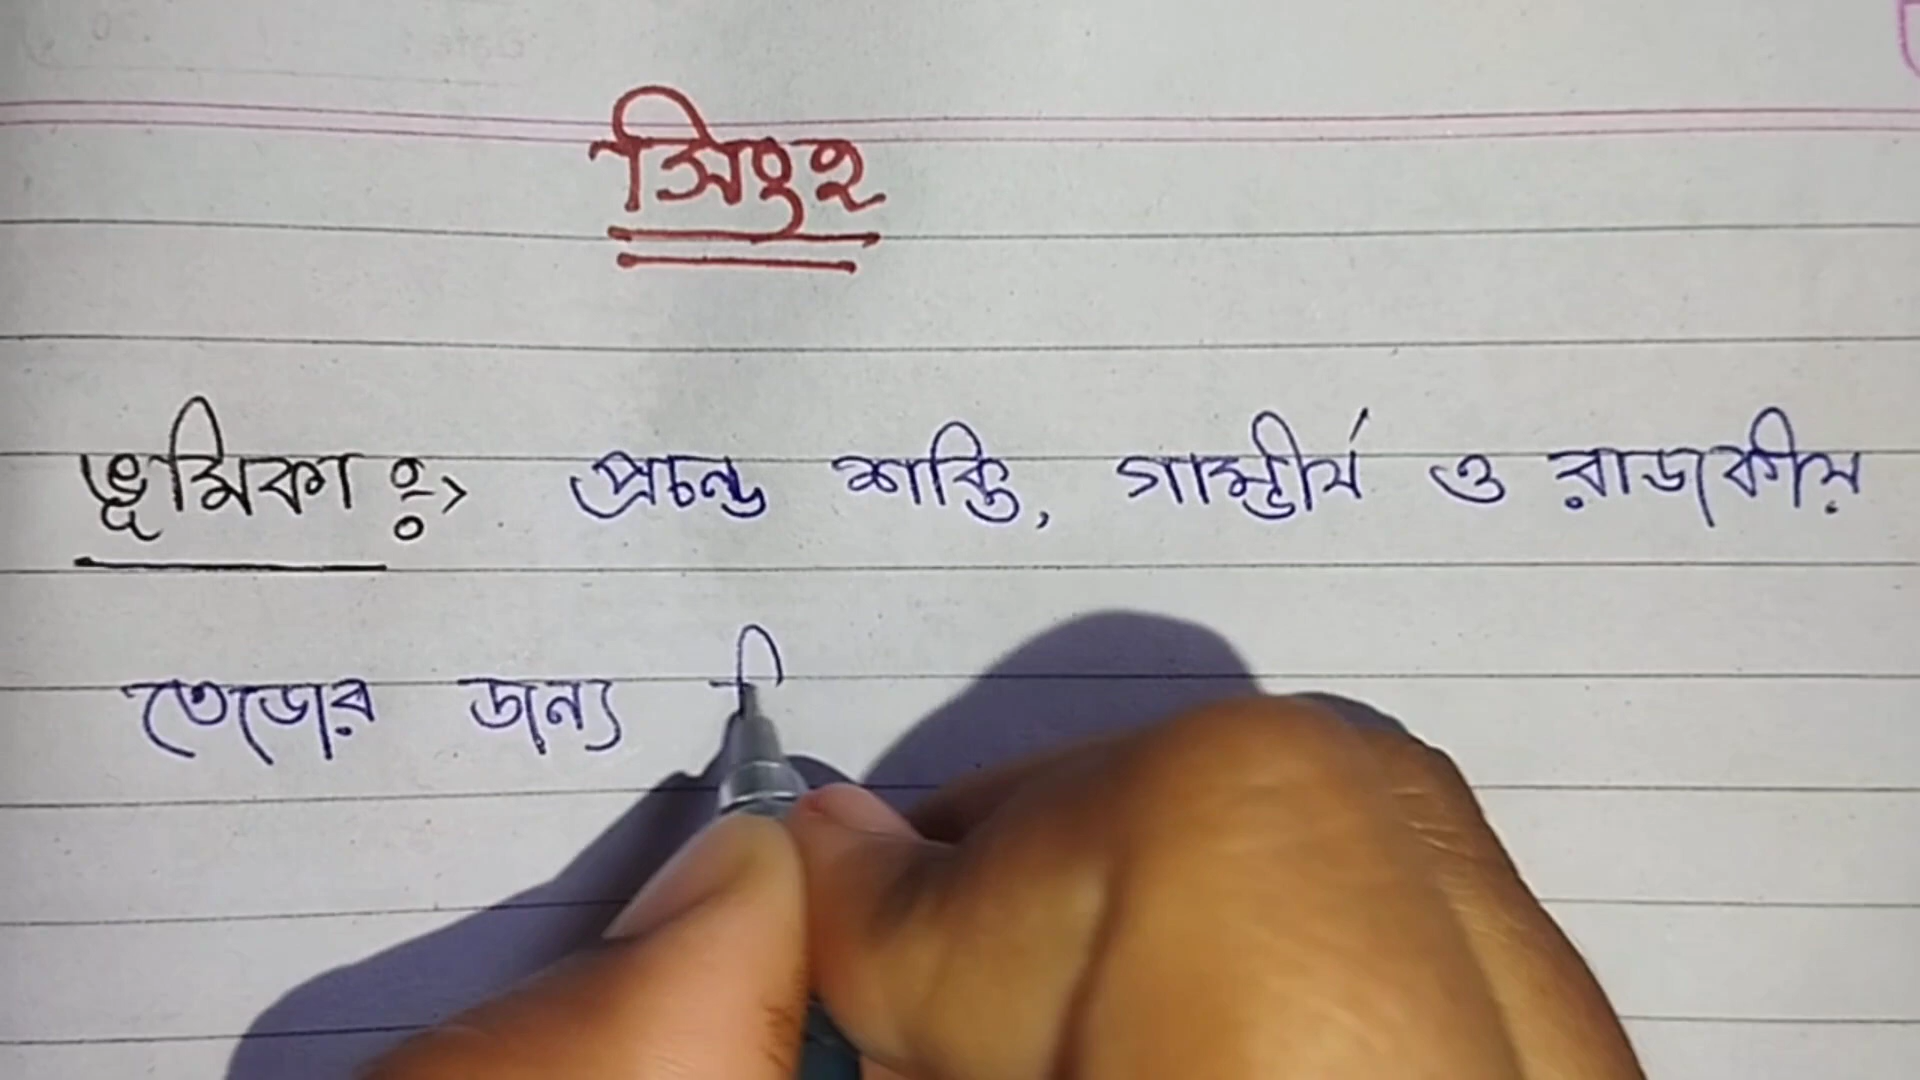 সিংহ
ভূমিকা ঃ> প্রচন্ড শক্তি, গাম্ভীর্য ও রাজকীয়
তেজের জন্য